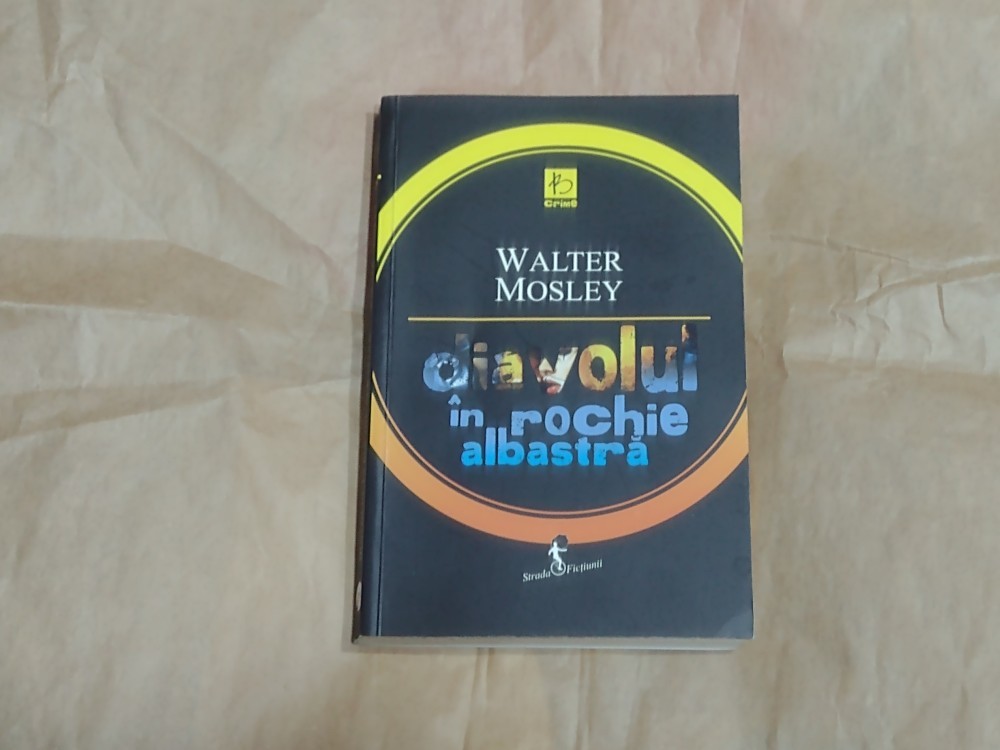 crime
WALTER
MOSLEY
diavolul
în rochie
albastră
Strada Ficțiunii